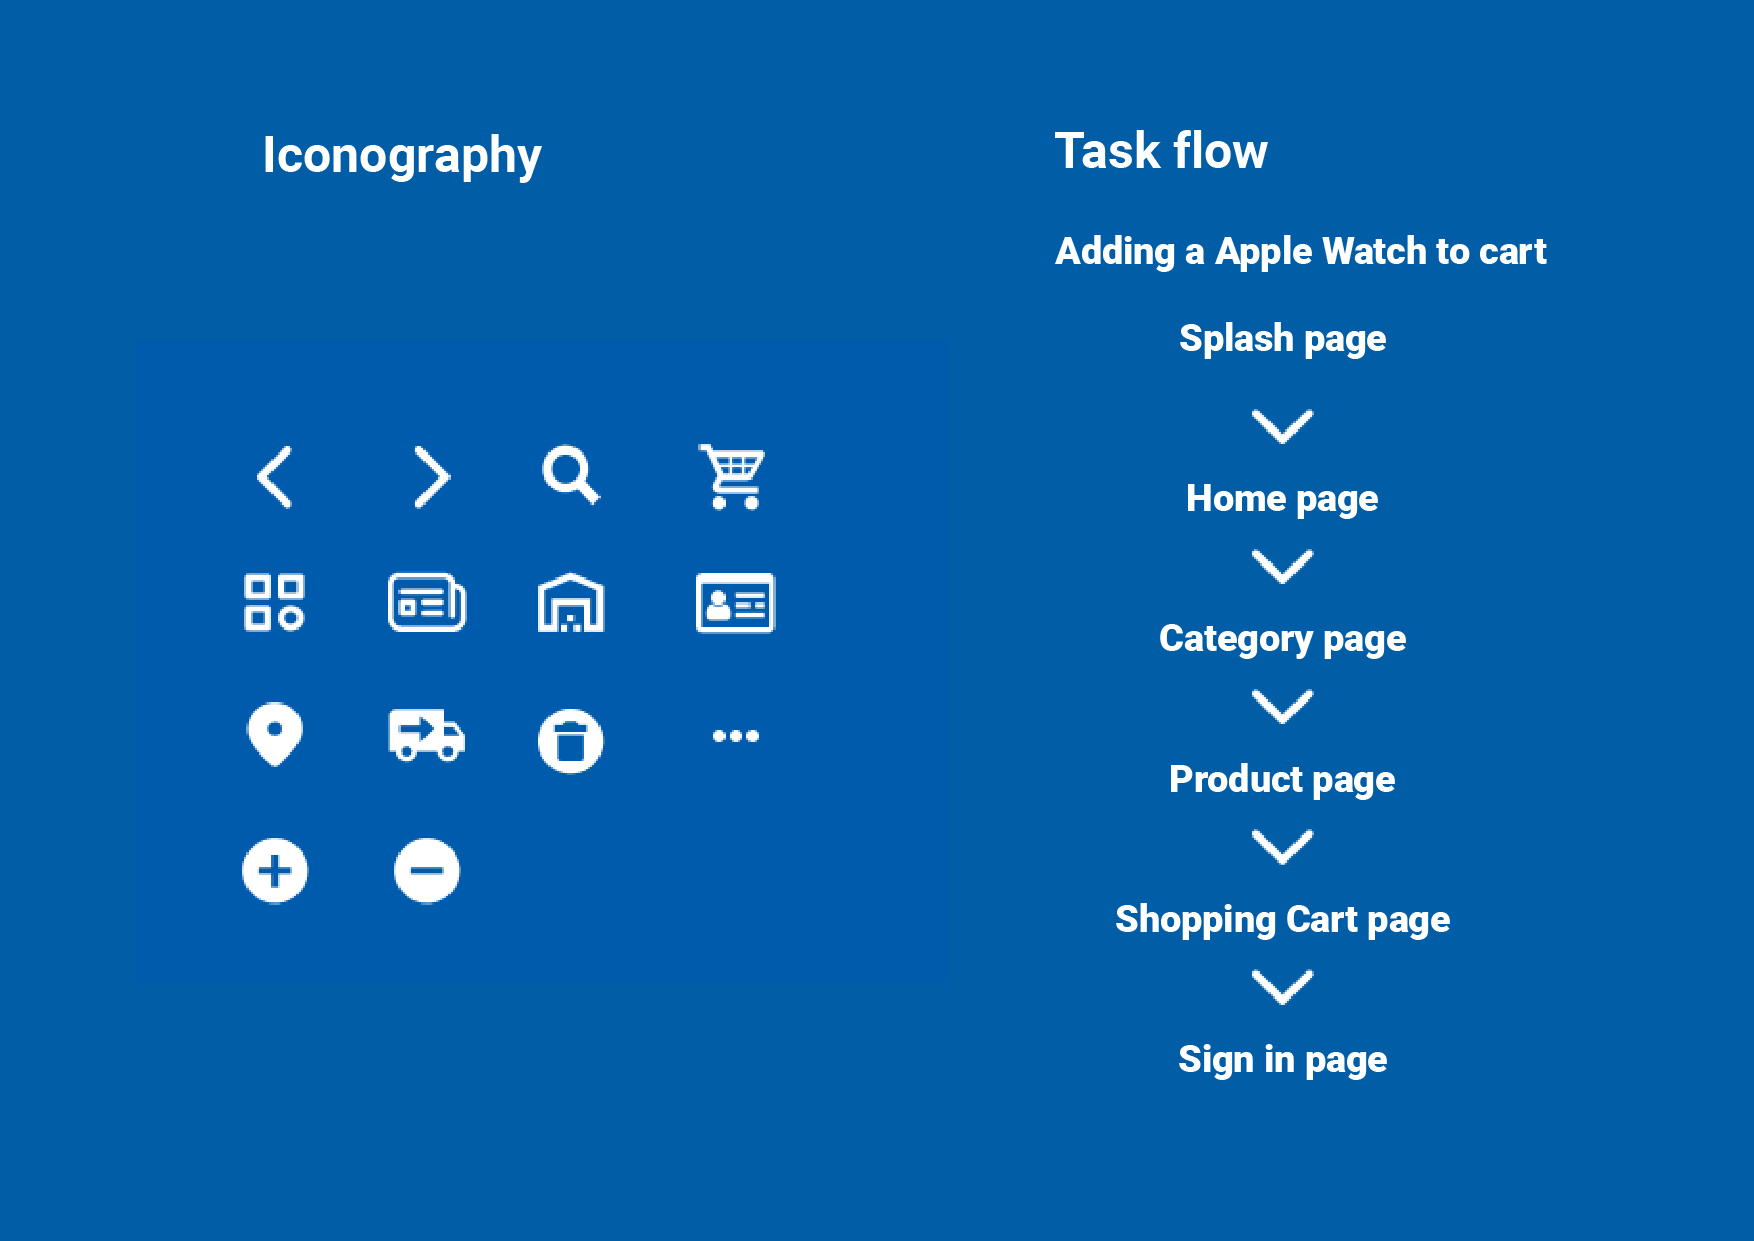 Iconography
Task flow
Adding a Apple Watch to cart
Splash page
Home page
Category page
Product page
Shopping Cart page
Sign in page